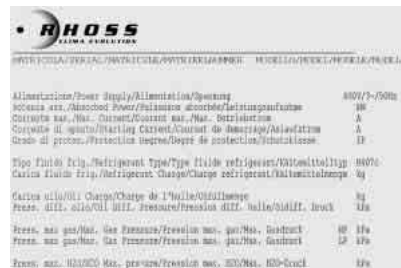 RHOSS
CLIMA EVOLUTION
MATRICOLA/SERIAL/MATRICULE/MATRIKELNUMMER MODELLO/MODEL/MODELE/MODEL
Alimentazione/Power Supply/Alimentation/Spannung 400V/3~/50Hz
Potenza ass./Absorbed Power/Puissance absorbée/Leistungsaufnahme kW
Corrente max./Max. Current/Courant max./Max. Betriebstrom A
Corrente di spunto/Starting Current/Courant de demarrage/Anlaufstrom A
Grado di protez./Protection Degree/Degré de protection/Schutzklasse IP
Tipo fluido frig./Refrigerant Type/Type fluide refrigerant/Kältemitteltyp R407c
Carica fluido frig./Refrigerant Charge/Charge refrigerant/Kältemittelmenge kg
Carica olio/Oil Charge/Charge de l'huile/Ölfüllmenge kg
Press. diff. olio/Oil Diff. Pressure/Pression diff. huile/Öldiff. Druck kPa
Press. max gas/Max. Gas Pressure/Pression max. gaz/Max. Gasdruck HP kPa
Press. max gas/Max. Gas Pressure/Pression max. gaz/Max. Gasdruck LP kPa
Press. max. H2O/H2O Max. pressure/Pression max. H2O/Max. H2O-Druck kPa